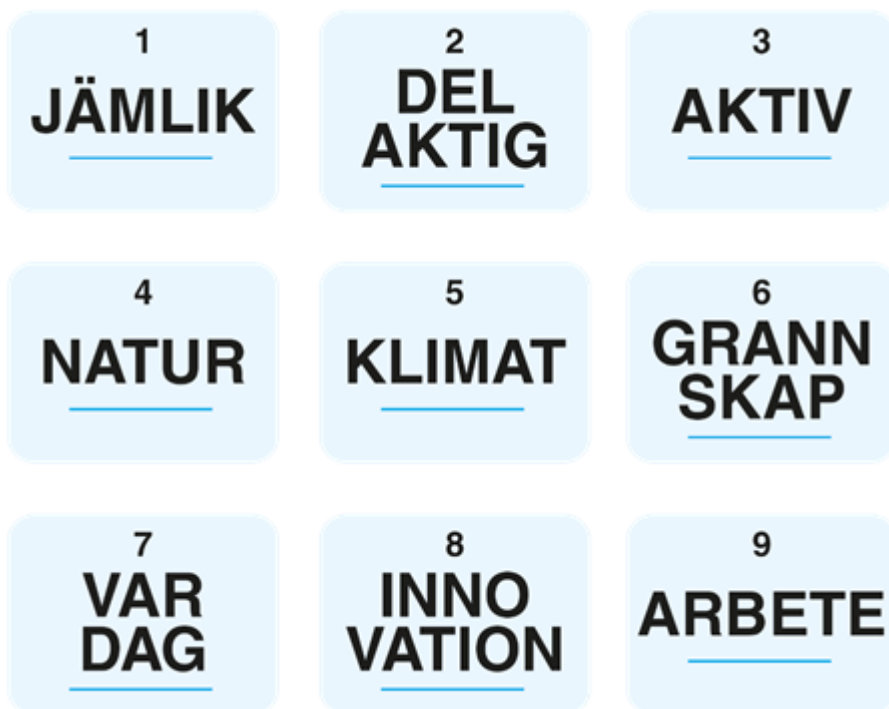 1
JÄMLIK
2
DEL
AKTIG
3
AKTIV
4
NATUR
5
KLIMAT
6
GRANN
SKAP
7
VAR
DAG
8
INNO
VATION
9
ARBETE